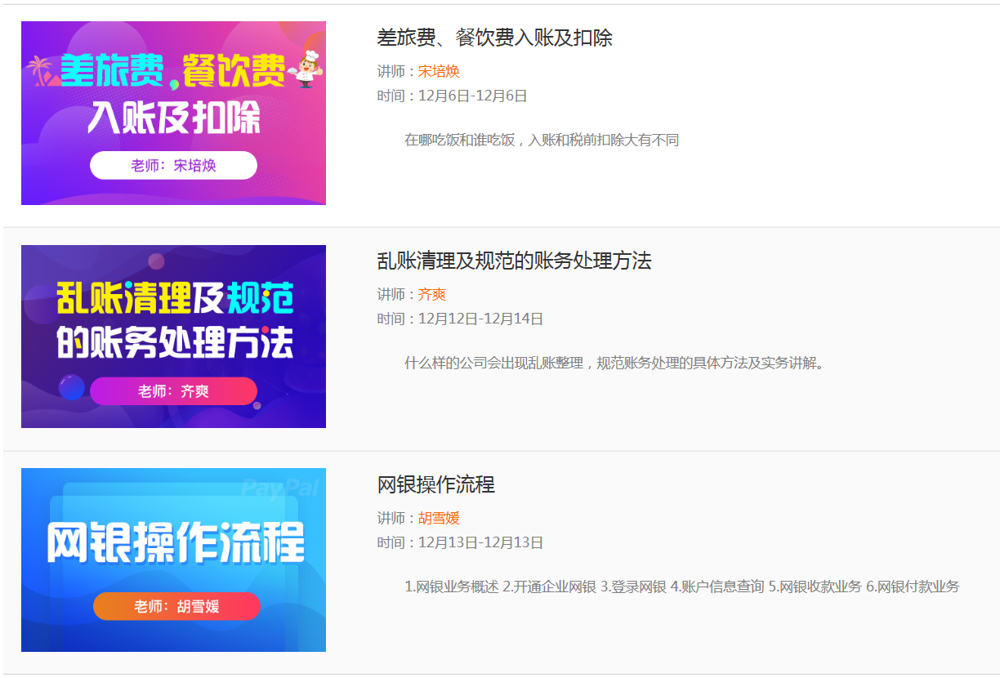 差旅费,餐饮费
入账及扣除
老师：宋培焕
差旅费、餐饮费入账及扣除
讲师：宋培焕
时间：12月6日-12月6日
在哪吃饭和谁吃饭，入账和税前扣除大有不同
乱账清理及规范
的账务处理方法
老师：齐爽
乱账清理及规范的账务处理方法
讲师：齐爽
时间：12月12日-12月14日
什么样的公司会出现乱账整理，规范账务处理的具体方法及实务讲解。
PayPal
网银操作流程
老师：胡雪媛
网银操作流程
讲师：胡雪媛
时间：12月13日-12月13日
1.网银业务概述 2.开通企业网银 3.登录网银 4.账户信息查询 5.网银收款业务 6.网银付款业务